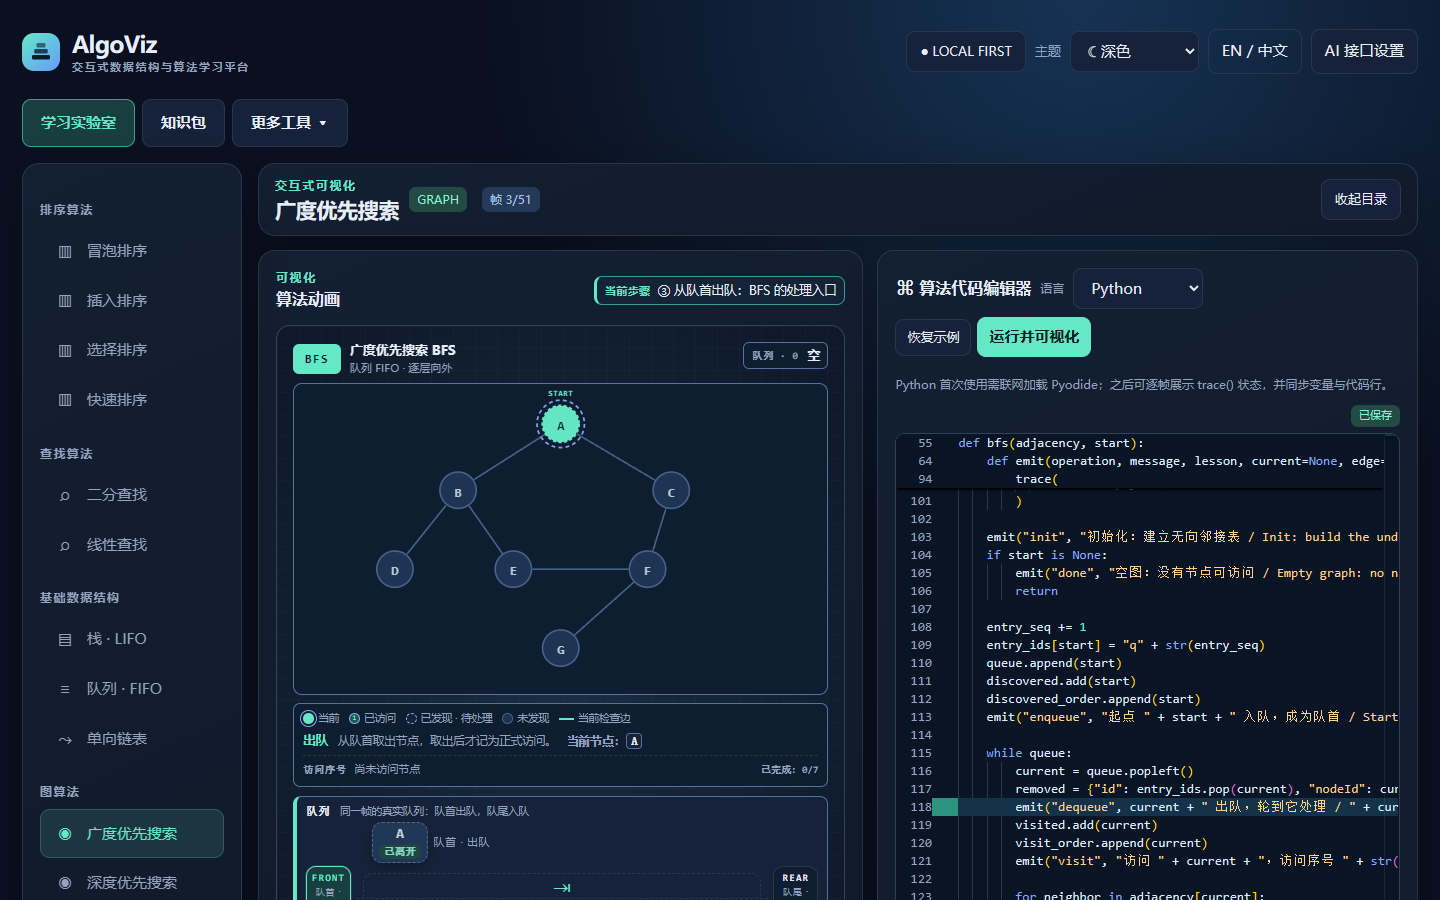 AlgoViz
交互式数据结构与算法学习平台
● LOCAL FIRST
主题
☾ 深色
EN / 中文
AI 接口设置
学习实验室
知识包
更多工具 ▾
排序算法
冒泡排序
插入排序
选择排序
快速排序
查找算法
二分查找
线性查找
基础数据结构
栈 · LIFO
队列 · FIFO
单向链表
图算法
广度优先搜索
深度优先搜索
交互式可视化
广度优先搜索
GRAPH
帧 3/51
收起目录
可视化
算法动画
当前步骤 ③ 从队首出队：BFS 的处理入口
BFS
广度优先搜索 BFS
队列 FIFO · 逐层向外
队列 · 0 空
START
A
B
C
D
E
F
G
当前 1 已访问 已发现 · 待处理 未发现 当前检查边
出队 从队首取出节点，取出后才记为正式访问。 当前节点： A
访问序号 尚未访问节点
已完成：0/7
队列 同一帧的真实队列：队首出队，队尾入队
A
已离开
队首 · 出队
FRONT
队首 ·
REAR
队尾 ·
⌘ 算法代码编辑器
语言
Python
恢复示例
运行并可视化
Python 首次使用需联网加载 Pyodide；之后可逐帧展示 trace() 状态，并同步变量与代码行。
已保存
55 def bfs(adjacency, start):
64 def emit(operation, message, lesson, current=None, edge=
94 trace(
101 )
102
103 emit("init", "初始化：建立无向邻接表 / Init: build the und
104 if start is None:
105 emit("done", "空图：没有节点可访问 / Empty graph: no n
106 return
107
108 entry_seq += 1
109 entry_ids[start] = "q" + str(entry_seq)
110 queue.append(start)
111 discovered.add(start)
112 discovered_order.append(start)
113 emit("enqueue", "起点 " + start + " 入队，成为队首 / Start
114
115 while queue:
116 current = queue.popleft()
117 removed = {"id": entry_ids.pop(current), "nodeId": cur
118 emit("dequeue", current + " 出队，轮到它处理 / " + cur
119 visited.add(current)
120 visit_order.append(current)
121 emit("visit", "访问 " + current + "，访问序号 " + str(
122
123 for neighbor in adjacency[current]: